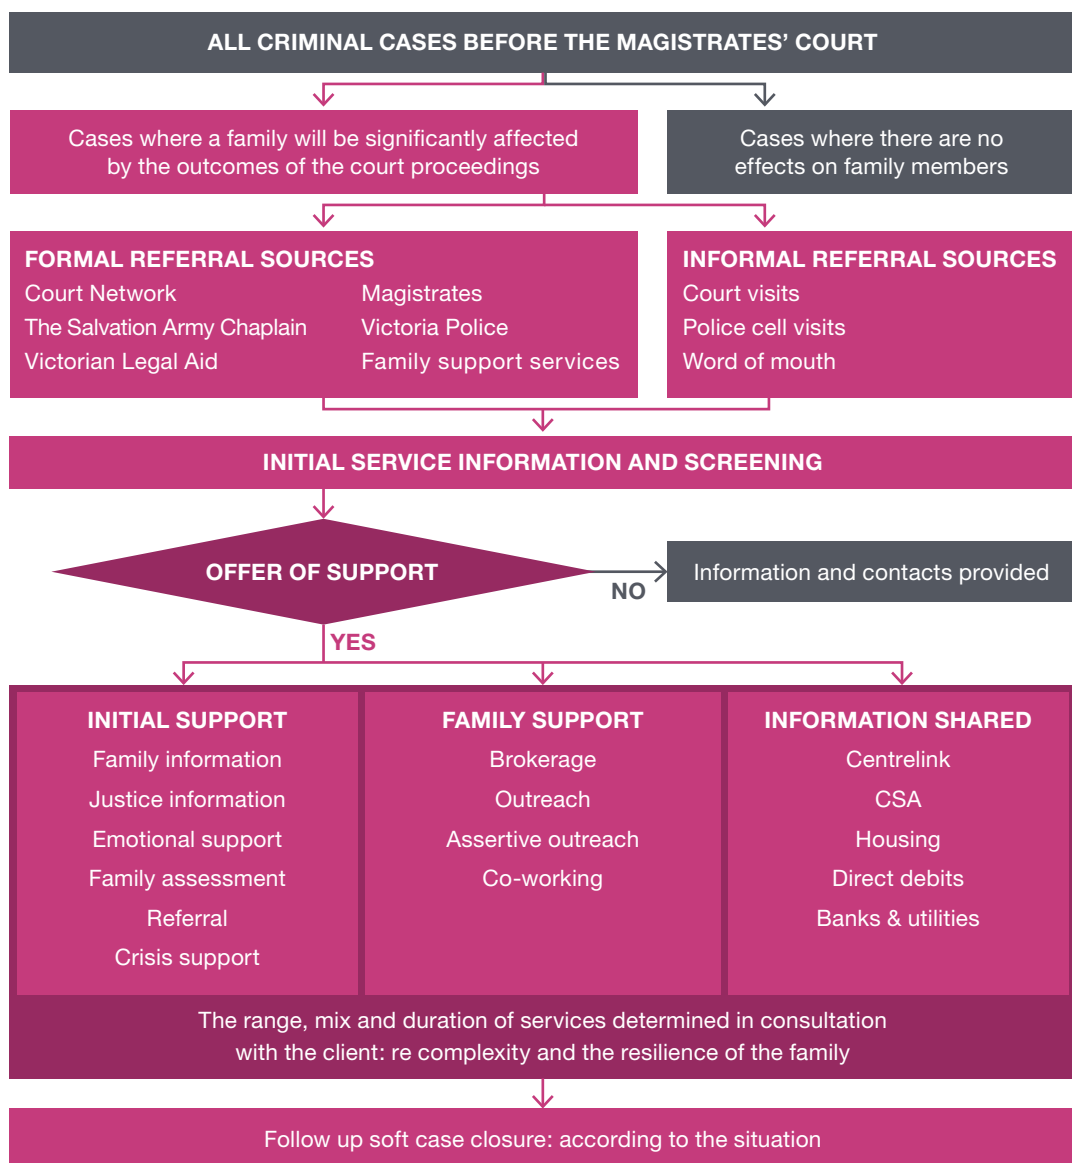 ALL CRIMINAL CASES BEFORE THE MAGISTRATES’ COURT
Cases where a family will be significantly affected
by the outcomes of the court proceedings
Cases where there are no
effects on family members
FORMAL REFERRAL SOURCES
Court Network
The Salvation Army Chaplain
Victorian Legal Aid
Magistrates
Victoria Police
Family support services
INFORMAL REFERRAL SOURCES
Court visits
Police cell visits
Word of mouth
INITIAL SERVICE INFORMATION AND SCREENING
OFFER OF SUPPORT
NO
Information and contacts provided
YES
INITIAL SUPPORT
Family information
Justice information
Emotional support
Family assessment
Referral
Crisis support
FAMILY SUPPORT
Brokerage
Outreach
Assertive outreach
Co-working
INFORMATION SHARED
Centrelink
CSA
Housing
Direct debits
Banks & utilities
The range, mix and duration of services determined in consultation
with the client: re complexity and the resilience of the family
Follow up soft case closure: according to the situation